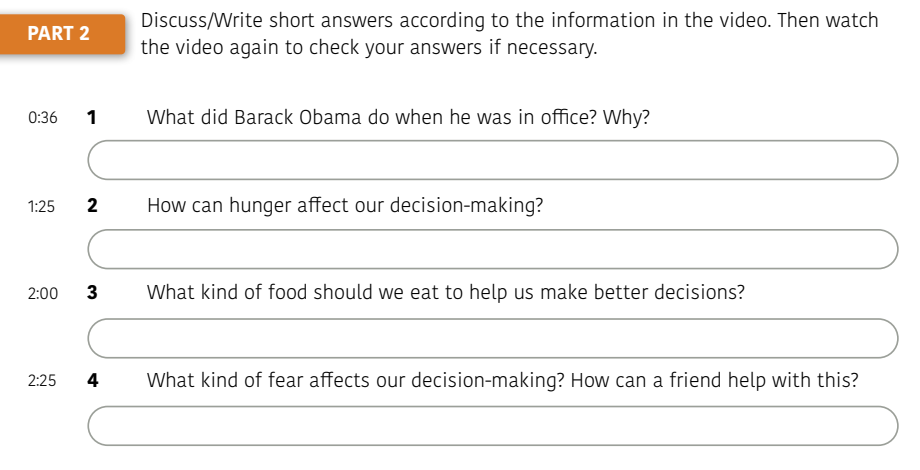 PART 2
Discuss/Write short answers according to the information in the video. Then watch
the video again to check your answers if necessary.
0:36 1 What did Barack Obama do when he was in office? Why?
1:25 2 How can hunger affect our decision-making?
2:00 3 What kind of food should we eat to help us make better decisions?
2:25 4 What kind of fear affects our decision-making? How can a friend help with this?